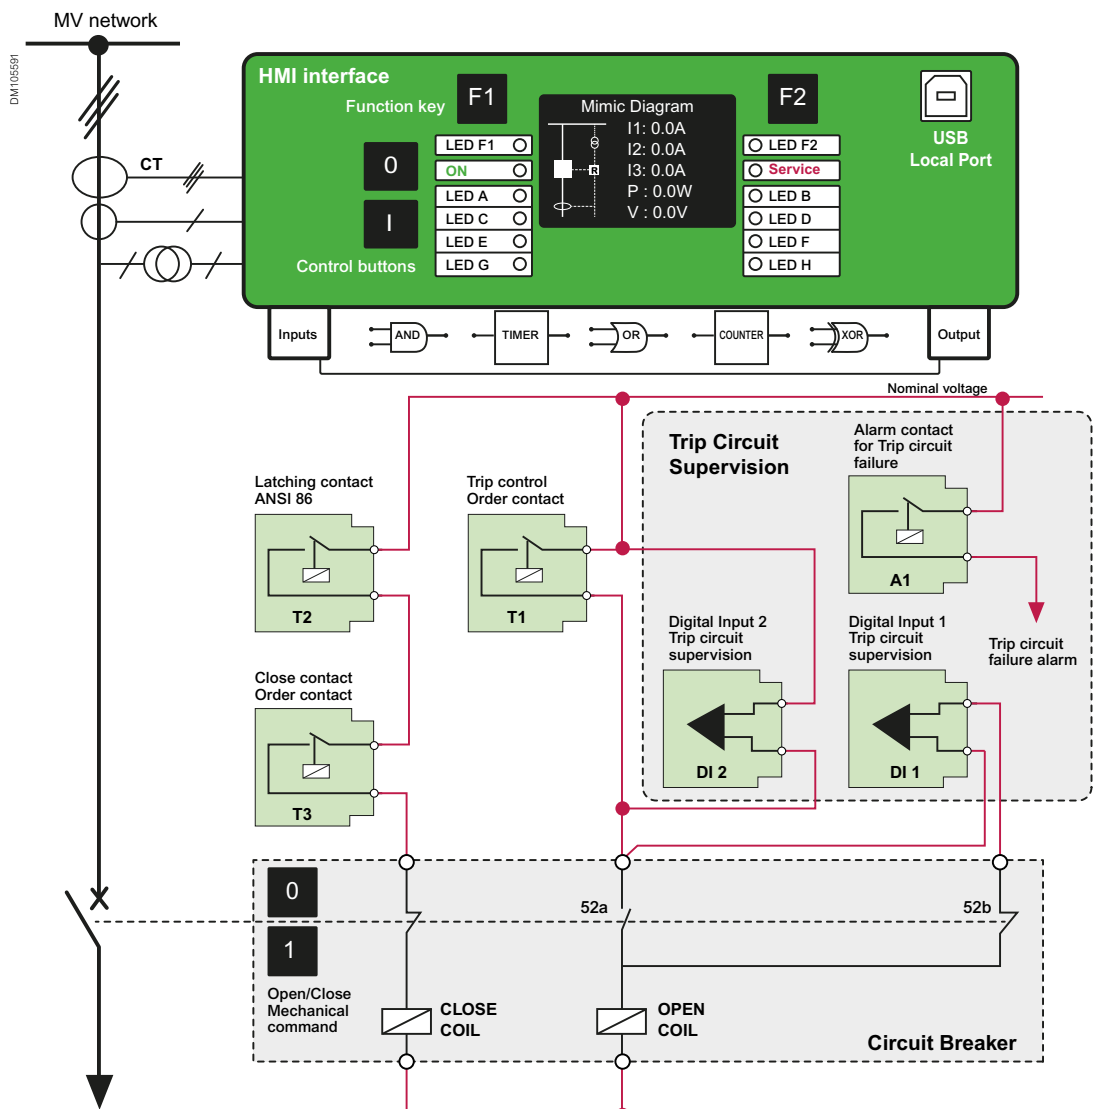 MV network
DM105591
HMI interface
Function key
F1
F2
USB
Local Port
Mimic Diagram
I1: 0.0A
I2: 0.0A
I3: 0.0A
P : 0.0W
V : 0.0V
R
CT
0
I
Control buttons
LED F1
ON
LED A
LED C
LED E
LED G
LED F2
Service
LED B
LED D
LED F
LED H
Inputs
AND
TIMER
OR
COUNTER
XOR
Output
Nominal voltage
Trip Circuit
Supervision
Alarm contact
for Trip circuit
failure
A1
Trip circuit
failure alarm
Latching contact
ANSI 86
T2
Trip control
Order contact
T1
Digital Input 2
Trip circuit
supervision
DI 2
Digital Input 1
Trip circuit
supervision
DI 1
Close contact
Order contact
T3
0
1
Open/Close
Mechanical
command
52a
52b
CLOSE
COIL
OPEN
COIL
Circuit Breaker